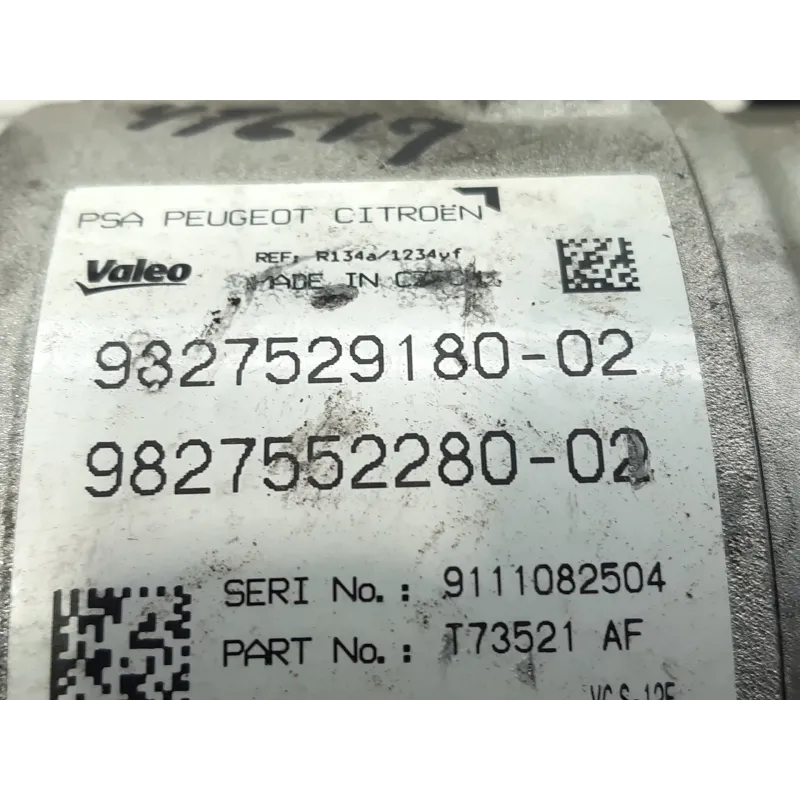 PSA PEUGEOT CITROËN
Valeo
REF: R134a/1234yf
MADE IN
9827529180-02
9827552280-02
SERI No.: 9111082504
PART No.: T73521 AF